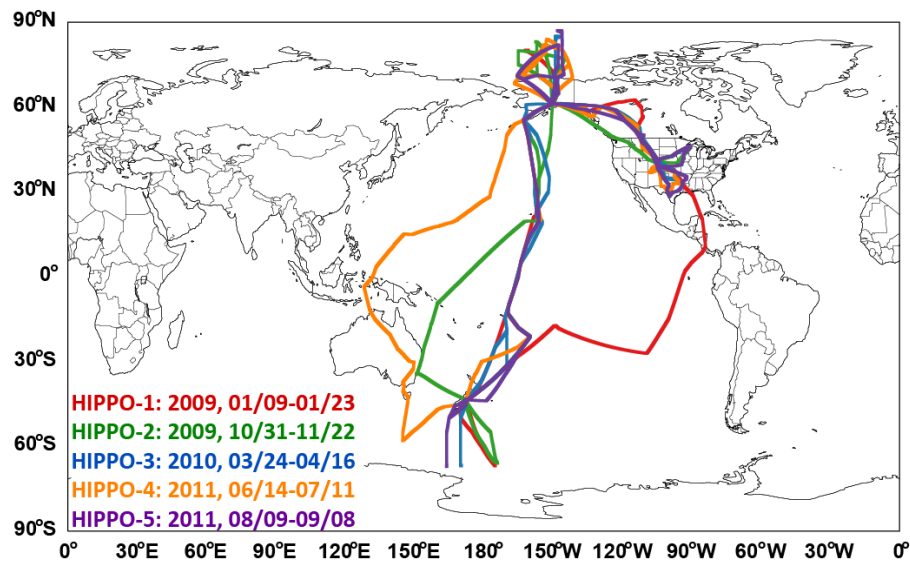 90°N
60°N
30°N
0°
30°S
60°S
90°S
HIPPO-1: 2009, 01/09-01/23
HIPPO-2: 2009, 10/31-11/22
HIPPO-3: 2010, 03/24-04/16
HIPPO-4: 2011, 06/14-07/11
HIPPO-5: 2011, 08/09-09/08
0° 30°E 60°E 90°E 120°E 150°E 180° 150°W 120°W 90°W 60°W 30°W 0°